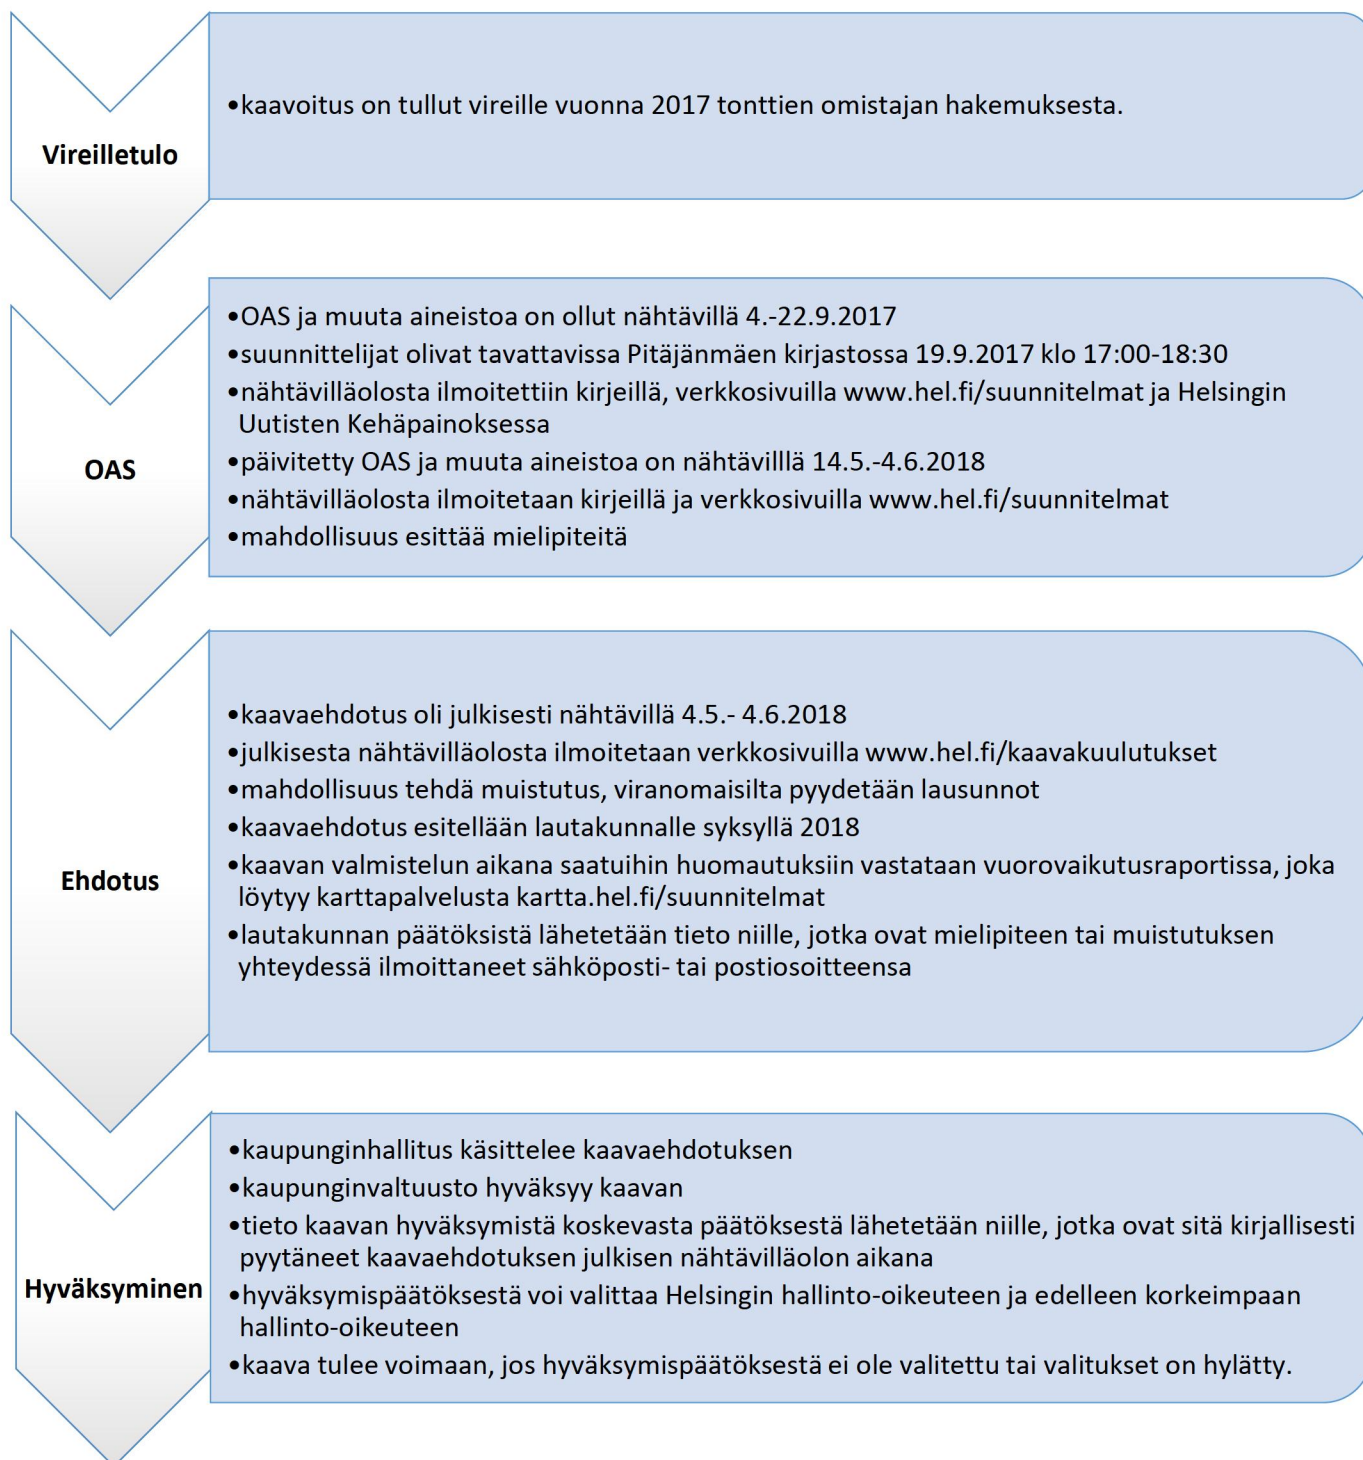 Vireilletulo
•kaavoitus on tullut vireille vuonna 2017 tonttien omistajan hakemuksesta.
OAS
•OAS ja muuta aineistoa on ollut nähtävillä 4.-22.9.2017
•suunnittelijat olivat tavattavissa Pitäjänmäen kirjastossa 19.9.2017 klo 17:00-18:30
•nähtävilläolosta ilmoitettiin kirjeillä, verkkosivuilla www.hel.fi/suunnitelmat ja Helsingin
Uutisten Kehäpainoksessa
•päivitetty OAS ja muuta aineistoa on nähtävilllä 14.5.-4.6.2018
•nähtävilläolosta ilmoitetaan kirjeillä ja verkkosivuilla www.hel.fi/suunnitelmat
•mahdollisuus esittää mielipiteitä
Ehdotus
•kaavaehdotus oli julkisesti nähtävillä 4.5.- 4.6.2018
•julkisesta nähtävilläolosta ilmoitetaan verkkosivuilla www.hel.fi/kaavakuulutukset
•mahdollisuus tehdä muistutus, viranomaisilta pyydetään lausunnot
•kaavaehdotus esitellään lautakunnalle syksyllä 2018
•kaavan valmistelun aikana saatuihin huomautuksiin vastataan vuorovaikutusraportissa, joka
löytyy karttapalvelusta kartta.hel.fi/suunnitelmat
•lautakunnan päätöksistä lähetetään tieto niille, jotka ovat mielipiteen tai muistutuksen
yhteydessä ilmoittaneet sähköposti- tai postiosoitteensa
Hyväksyminen
•kaupunginhallitus käsittelee kaavaehdotuksen
•kaupunginvaltuusto hyväksyy kaavan
•tieto kaavan hyväksymistä koskevasta päätöksestä lähetetään niille, jotka ovat sitä kirjallisesti
pyytäneet kaavaehdotuksen julkisen nähtävilläolon aikana
•hyväksymispäätöksestä voi valittaa Helsingin hallinto-oikeuteen ja edelleen korkeimpaan
hallinto-oikeuteen
•kaava tulee voimaan, jos hyväksymispäätöksestä ei ole valitettu tai valitukset on hylätty.